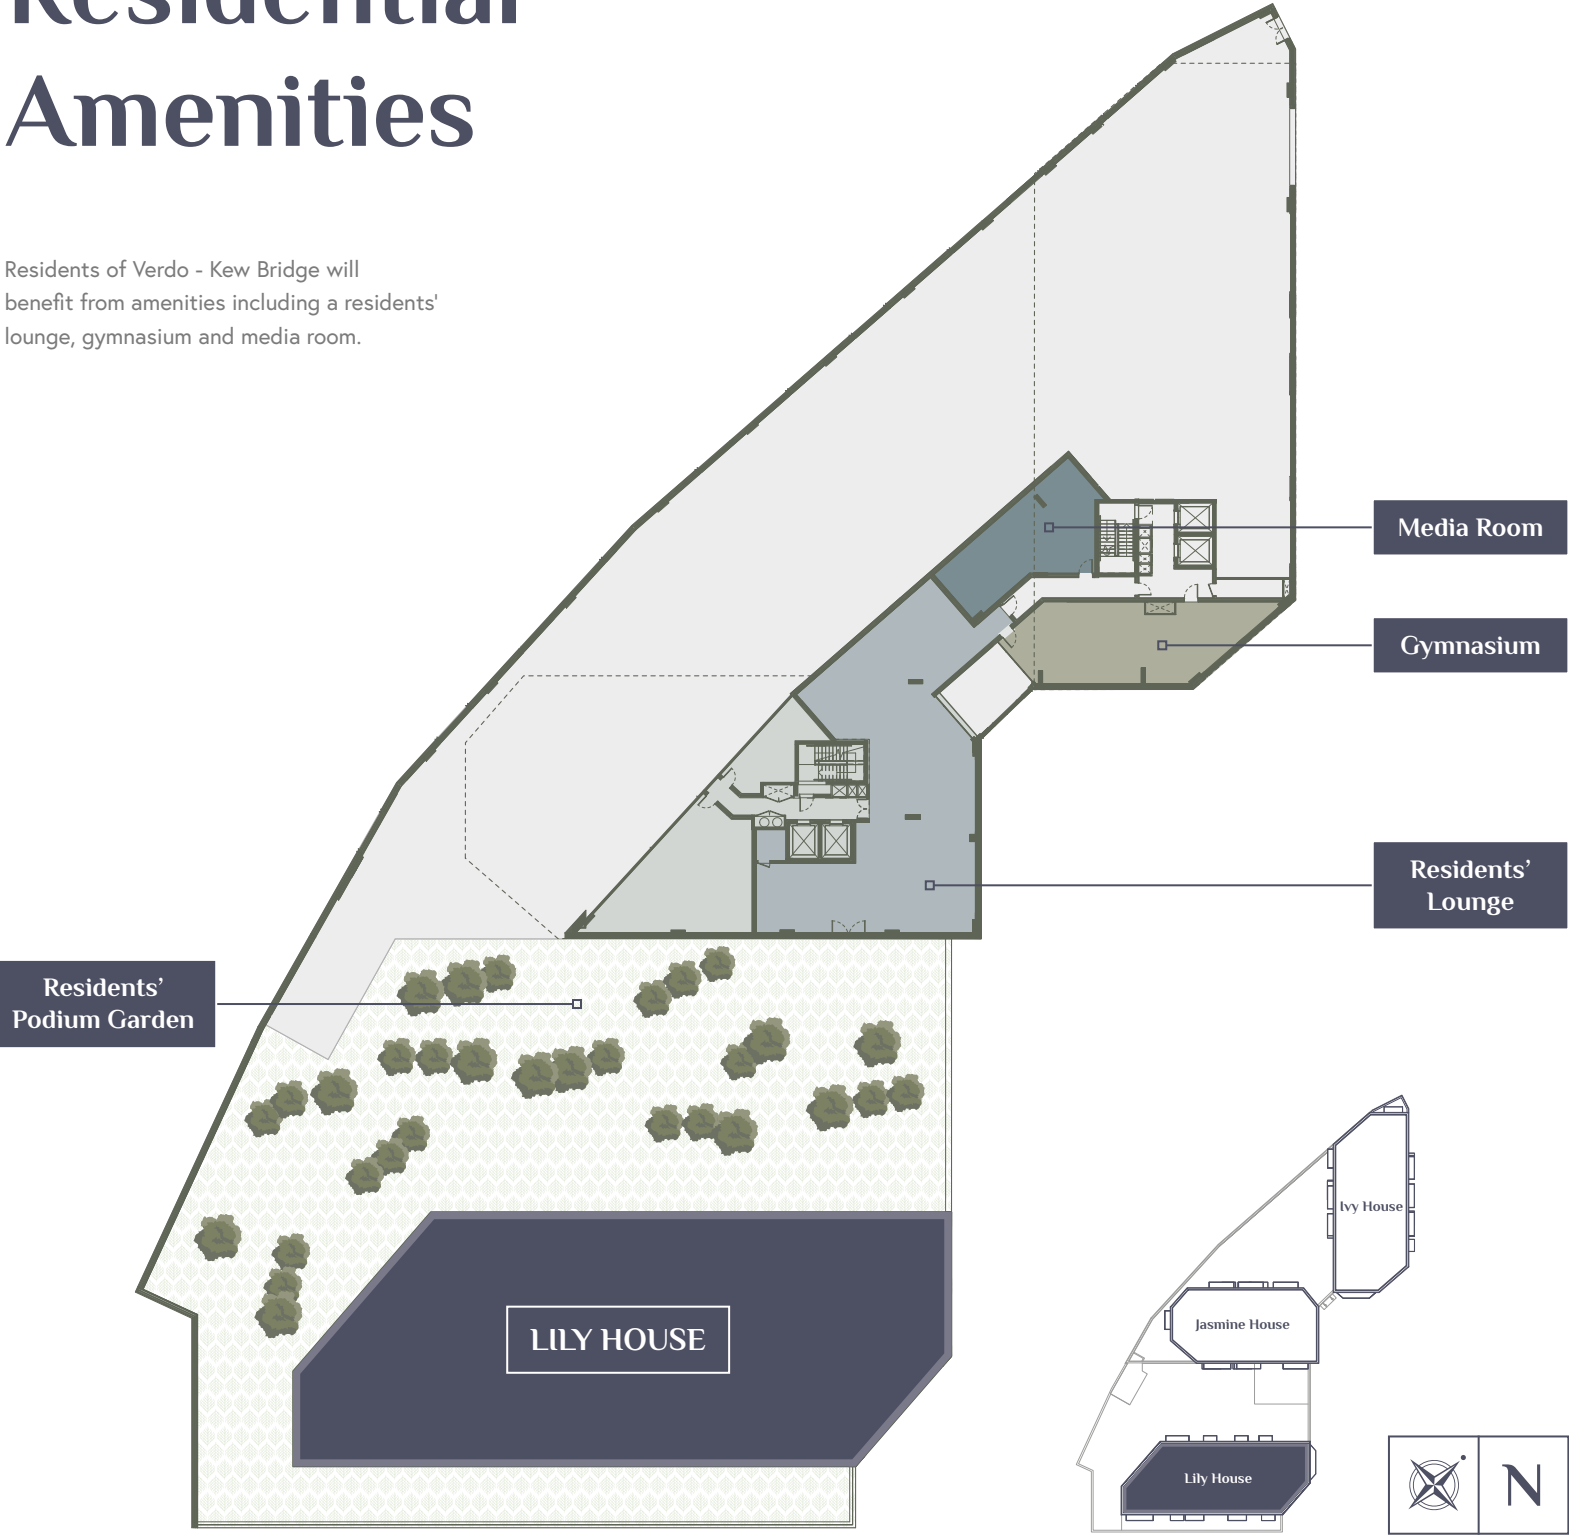 Residential
Amenities
Residents of Verdo - Kew Bridge will
benefit from amenities including a residents'
lounge, gymnasium and media room.
Media Room
Gymnasium
Residents’
Lounge
Residents’
Podium Garden
LILY HOUSE
Ivy House
Jasmine House
Lily House
N